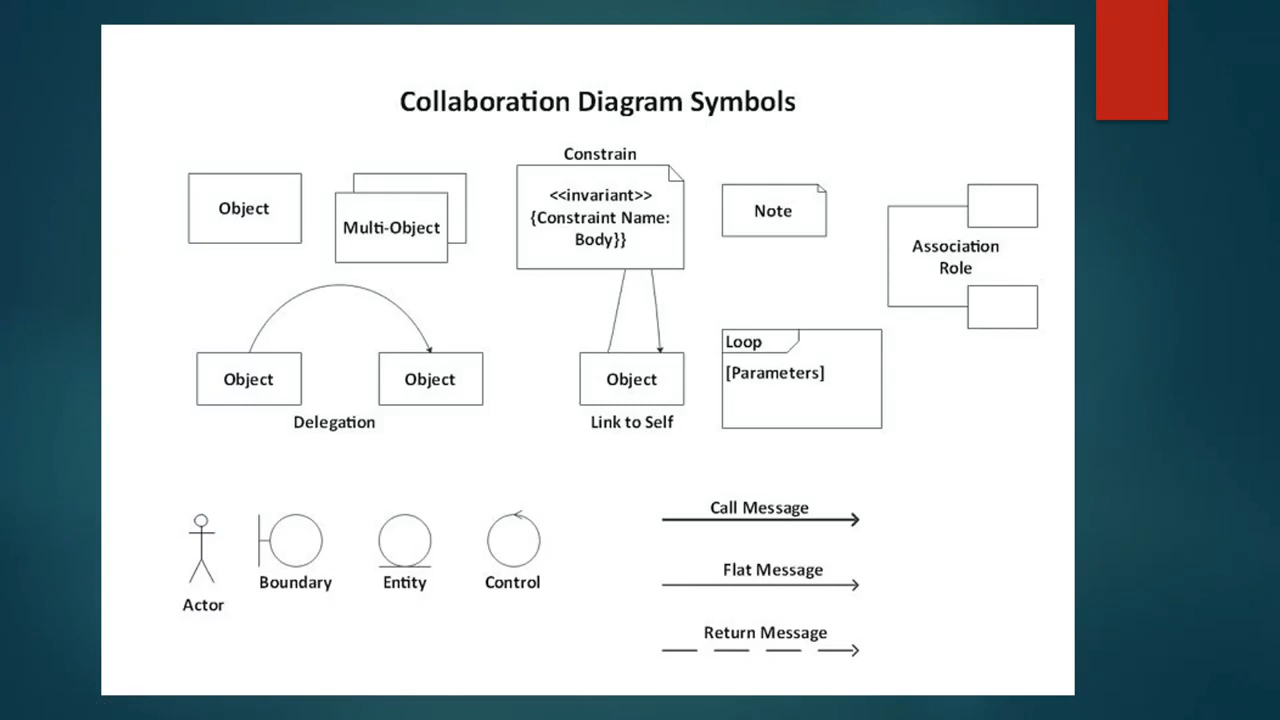 Collaboration Diagram Symbols
Constrain
Object
Multi-Object
<<invariant>>
{Constraint Name:
Body}}
Note
Association
Role
Object
Object
Delegation
Object
Link to Self
Loop
[Parameters]
Actor
Boundary
Entity
Control
Call Message
Flat Message
Return Message